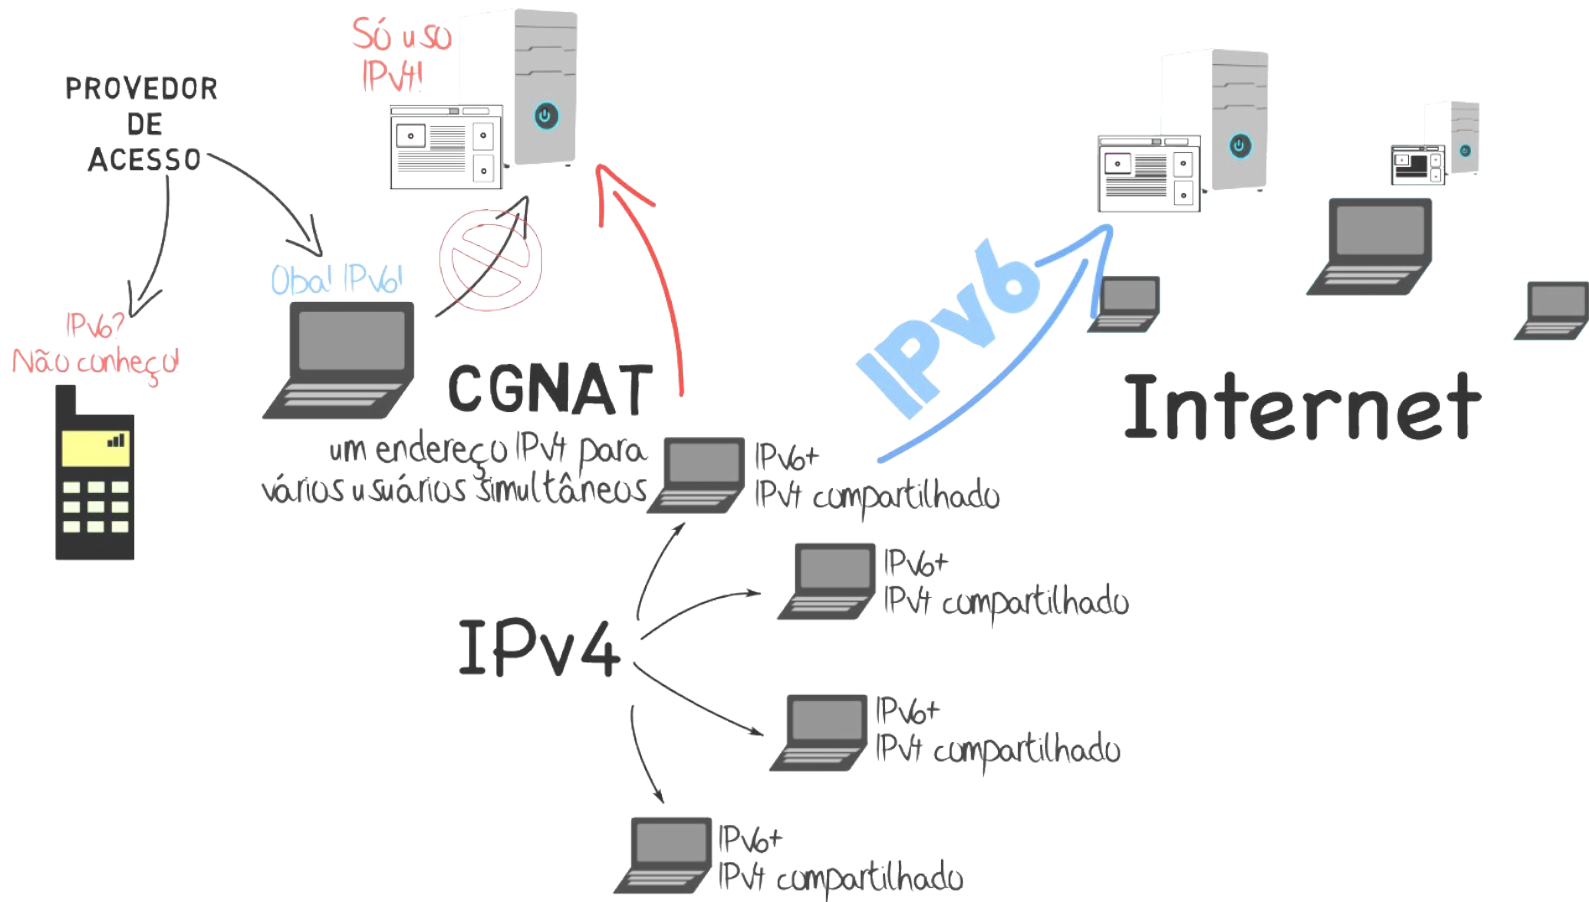 PROVEDOR
DE
ACESSO
Só uso
IPv4!
Oba! IPv6!
IPv6?
Não conheço!
CGNAT
um endereço IPv4 para
vários usuários simultâneos
IPv6
Internet
IPv6+
IPv4 compartilhado
IPv6+
IPv4 compartilhado
IPv4
IPv6+
IPv4 compartilhado
IPv6+
IPv4 compartilhado